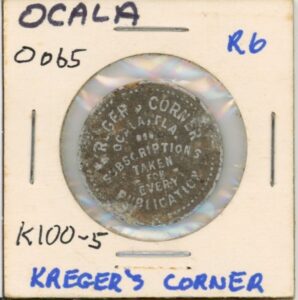 OCALA
R6
0065
KREGER'S CORNER
OCALA, FLA.
SUBSCRIPTIONS
TAKEN
FOR
EVERY
PUBLICATION
K100-5
KREGER'S CORNER